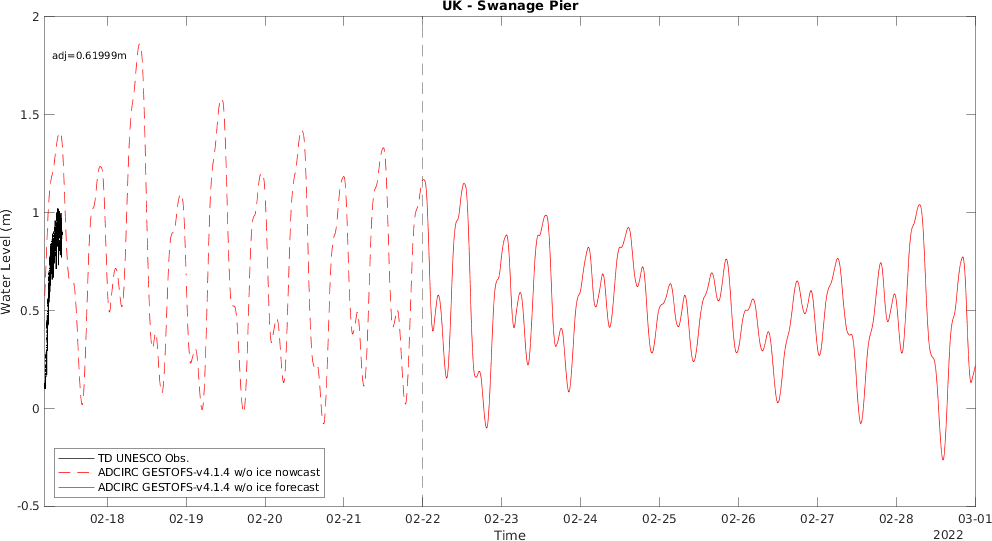 UK - Swanage Pier
adj=0.61999m
Water Level (m)
2
1.5
1
0.5
0
-0.5
TD UNESCO Obs.
ADCIRC GESTOFS-v4.1.4 w/o ice nowcast
ADCIRC GESTOFS-v4.1.4 w/o ice forecast
02-18 02-19 02-20 02-21 02-22 02-23 02-24 02-25 02-26 02-27 02-28 03-01
Time
2022